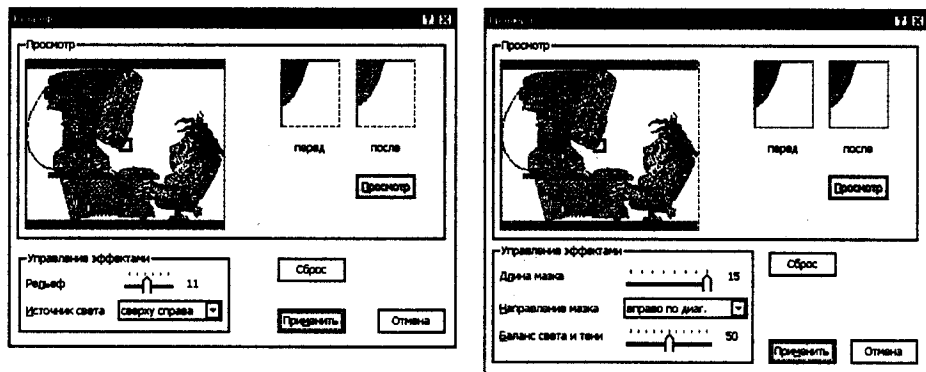 Просмотр
перед после
Просмотр
Управление эффектами
Рельеф 11
Источник света сверху справа
Сброс
Применить Отмена
Просмотр
перед после
Просмотр
Управление эффектами
Длина мазка 15
Направление мазка вправо по диаг.
Баланс света и тени 50
Сброс
Применить Отмена